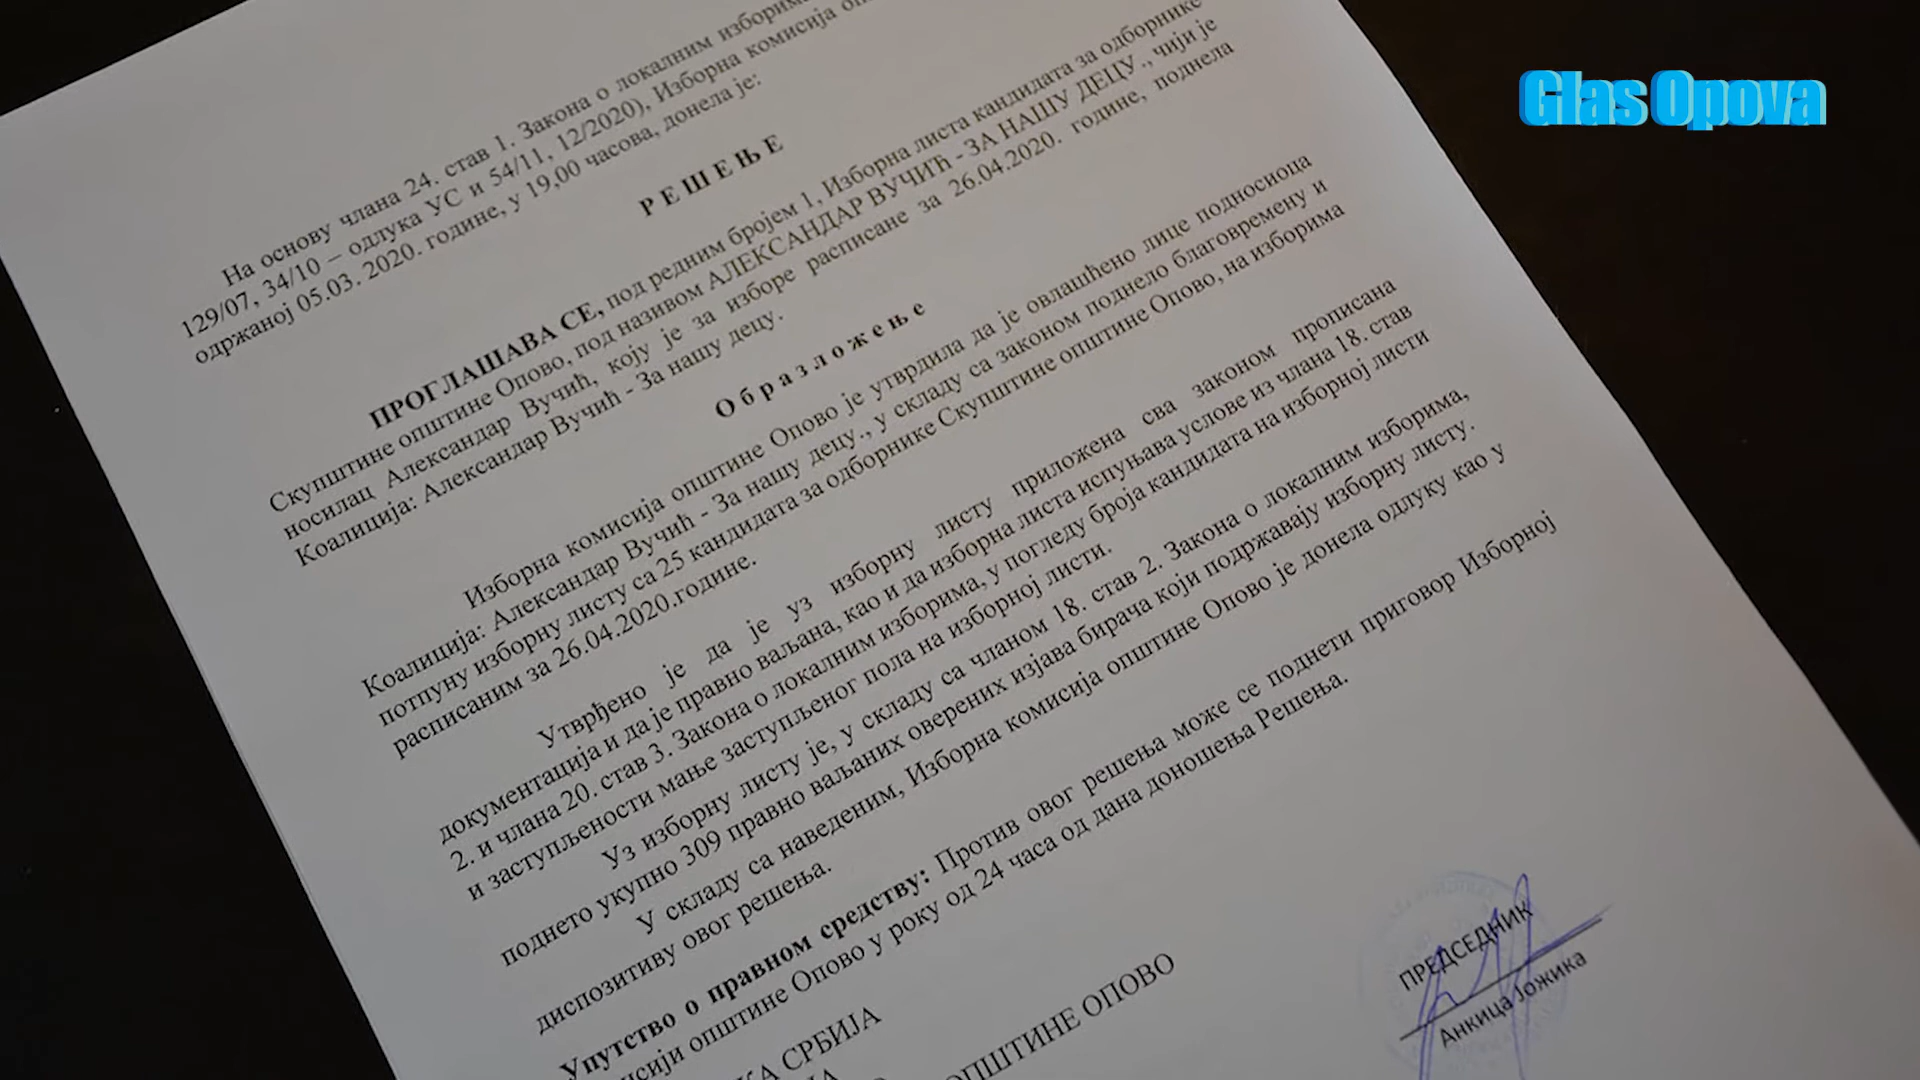 Glas Opova
На основу члана 24. став 1. Закона о локалним изборима
129/07, 34/10 – одлука УС и 54/11, 12/2020), Изборна комисија
одржаној 05.03. 2020. године, у 19,00 часова, донела је:
Р Е Ш Е Њ Е
ПРОГЛАШАВА СЕ, под редним бројем 1, Изборна листа кандидата за одборнике
Скупштине општине Опово, под називом АЛЕКСАНДАР ВУЧИЋ - ЗА НАШУ ДЕЦУ ., чији је
носилац Александар Вучић, коју је за изборе расписане за 26.04.2020. године, поднела
Коалиција: Александар Вучић - За нашу децу.
О б р а з л о ж е њ е
Изборна комисија општине Опово је утврдила да је овлашћено лице подносиоца
Коалиција: Александар Вучић - За нашу децу., у складу са законом поднело благовремену и
потпуну изборну листу са 25 кандидата за одборнике Скупштине општине Опово, на изборима
расписаним за 26.04.2020.године.
Утврђено је да је уз изборну листу приложена сва законом прописана
документација и да је правно ваљана, као и да изборна листа испуњава услове из члана 18. став
2. и члана 20. став 3. Закона о локалним изборима, у погледу броја кандидата на изборној листи
и заступљености мање заступљеног пола на изборној листи.
Уз изборну листу је, у складу са чланом 18. став 2. Закона о локалним изборима,
поднето укупно 309 правно ваљаних оверених изјава бирача који подржавају изборну листу.
У складу са наведеним, Изборна комисија општине Опово је донела одлуку као у
диспозитиву овог решења.
Упутство о правном средству: Против овог решења може се поднети приговор Изборној
општине Опово у року од 24 часа од дана доношења Решења.
СРБИЈА
ОПШТИНЕ ОПОВО
ПРЕДСЕДНИК
Анкица Јожика